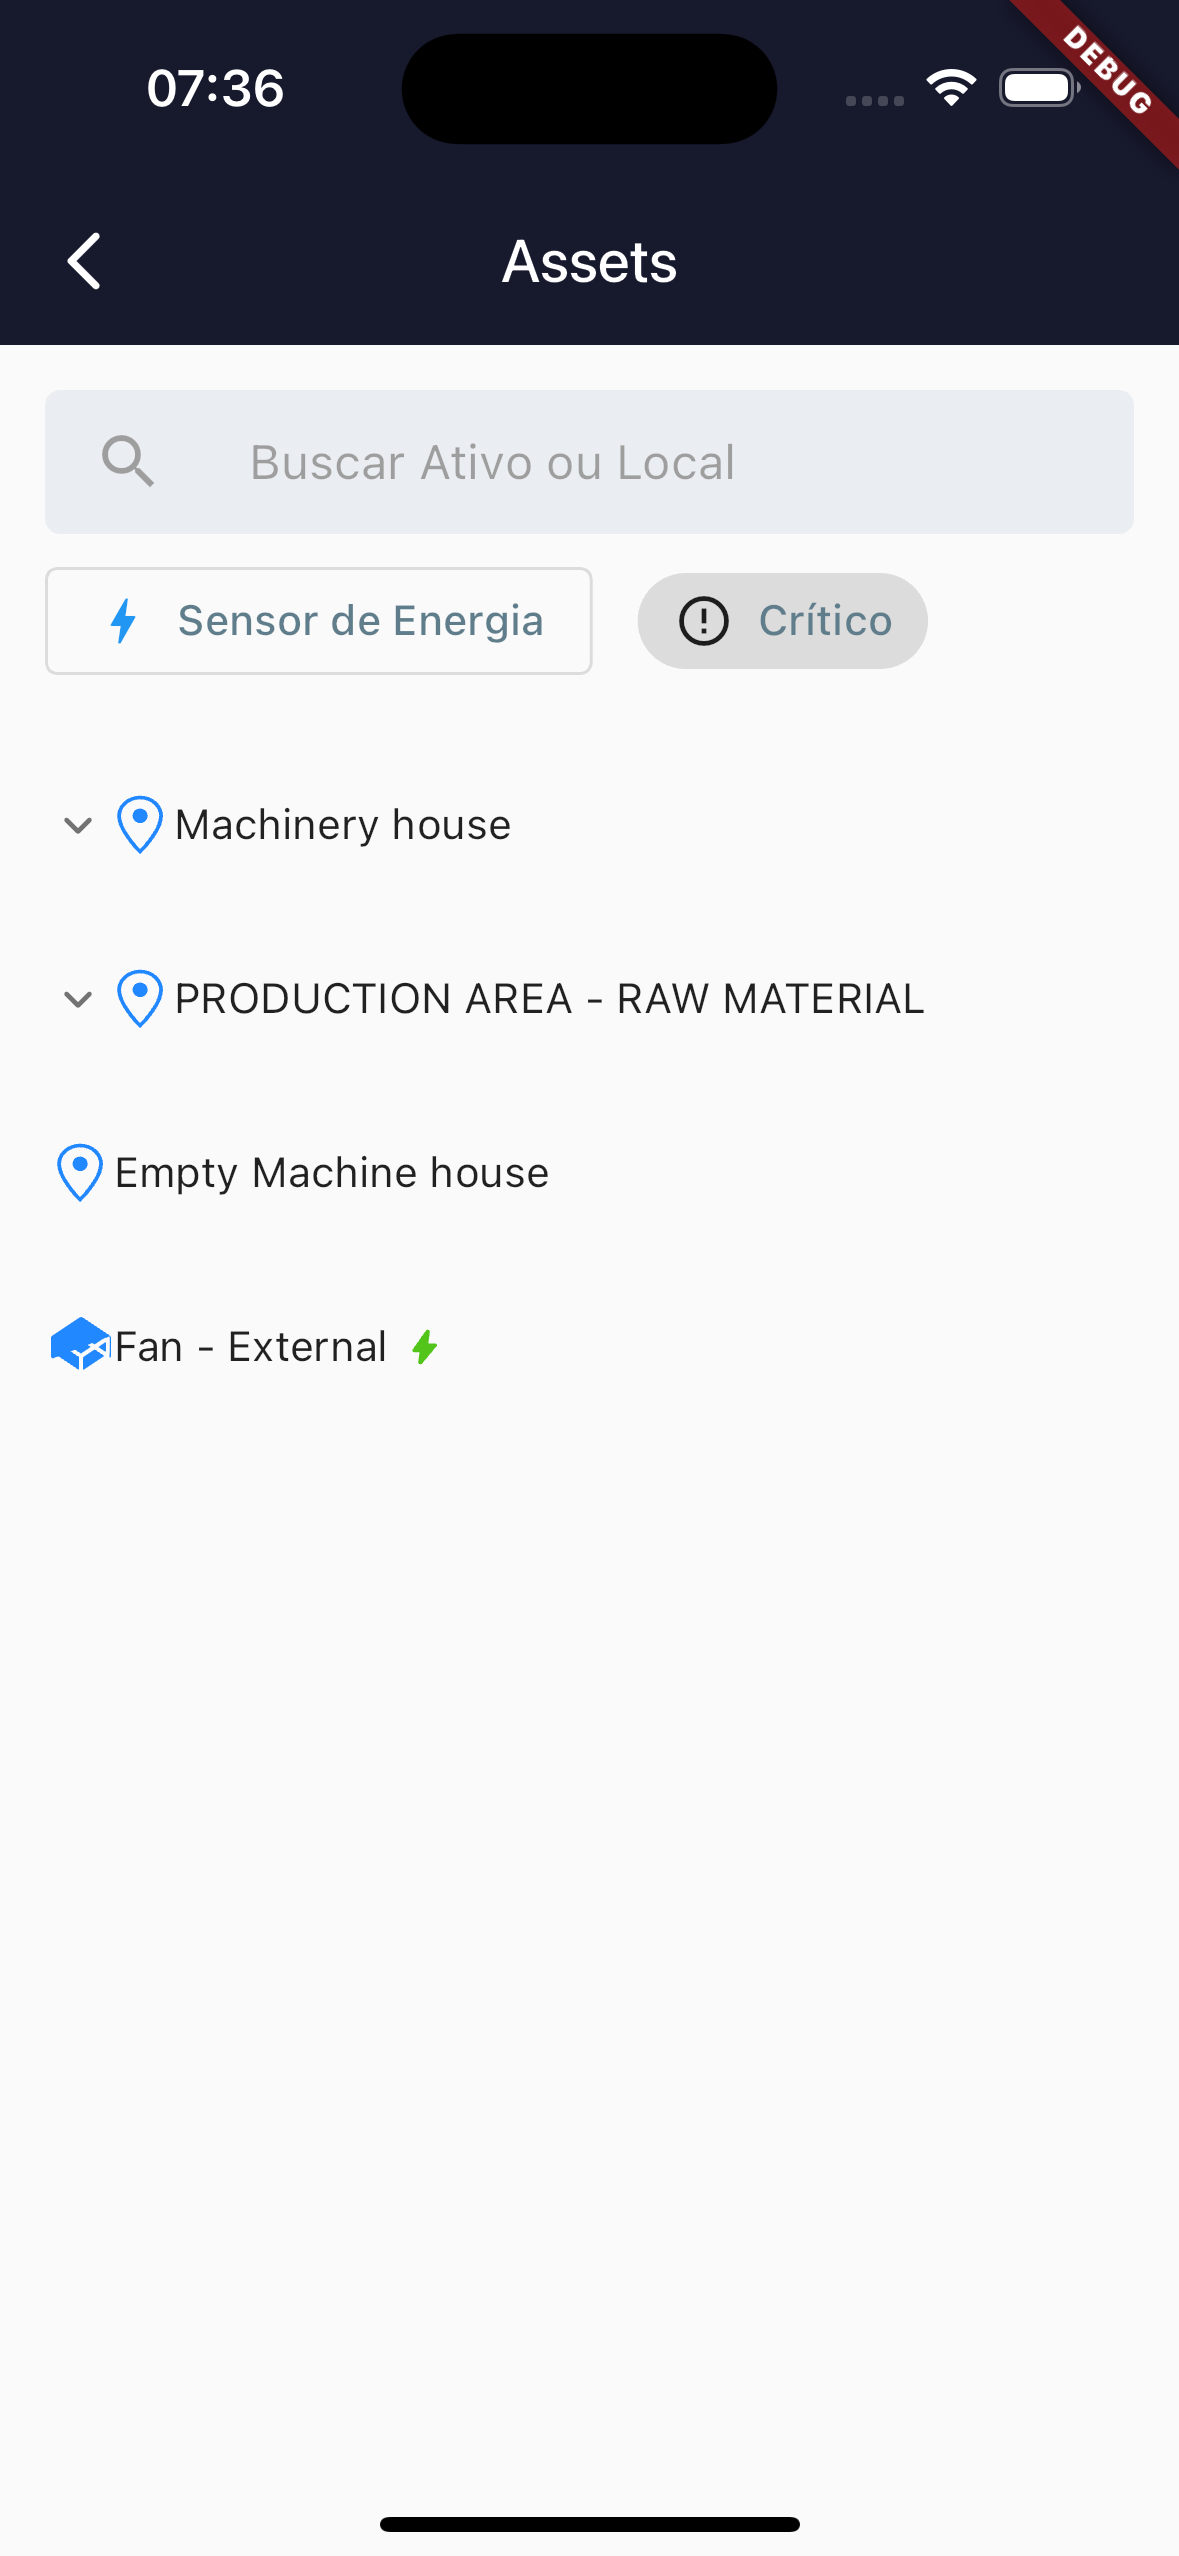 07:36
DEBUG
Assets
Buscar Ativo ou Local
Sensor de Energia
Crítico
Machinery house
PRODUCTION AREA - RAW MATERIAL
Empty Machine house
Fan - External